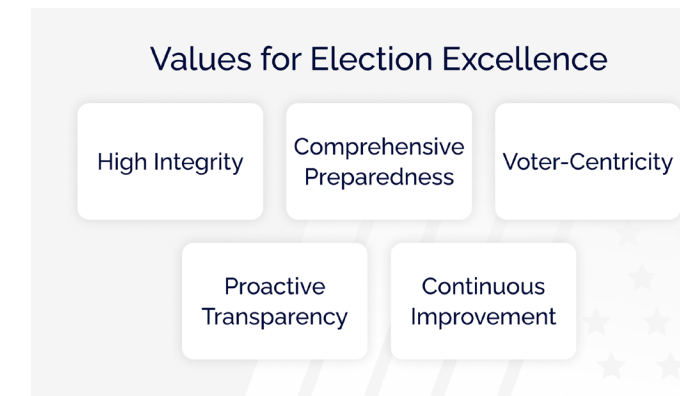 Values for Election Excellence
High Integrity
Comprehensive
Preparedness
Voter-Centricity
Proactive
Transparency
Continuous
Improvement